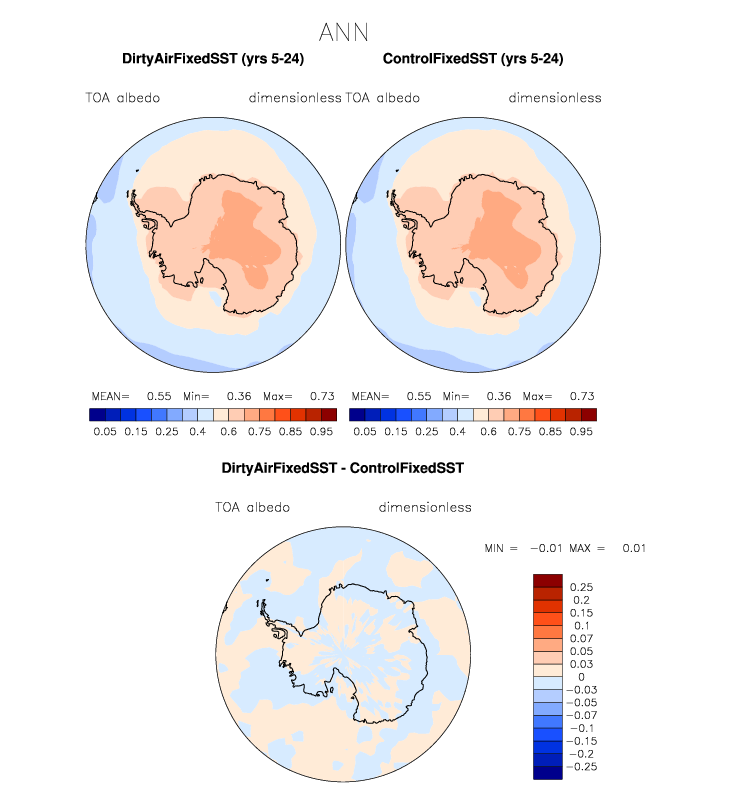 ANN
DirtyAirFixedSST (yrs 5-24) ControlFixedSST (yrs 5-24)
TOA albedo dimensionless TOA albedo dimensionless
MEAN= 0.55 Min= 0.36 Max= 0.73 MEAN= 0.55 Min= 0.36 Max= 0.73
0.05 0.15 0.25 0.4 0.6 0.75 0.85 0.95 0.05 0.15 0.25 0.4 0.6 0.75 0.85 0.95
DirtyAirFixedSST - ControlFixedSST
TOA albedo dimensionless
MIN = -0.01 MAX = 0.01
0.25
0.2
0.15
0.1
0.07
0.05
0.03
0
-0.03
-0.05
-0.07
-0.1
-0.15
-0.2
-0.25